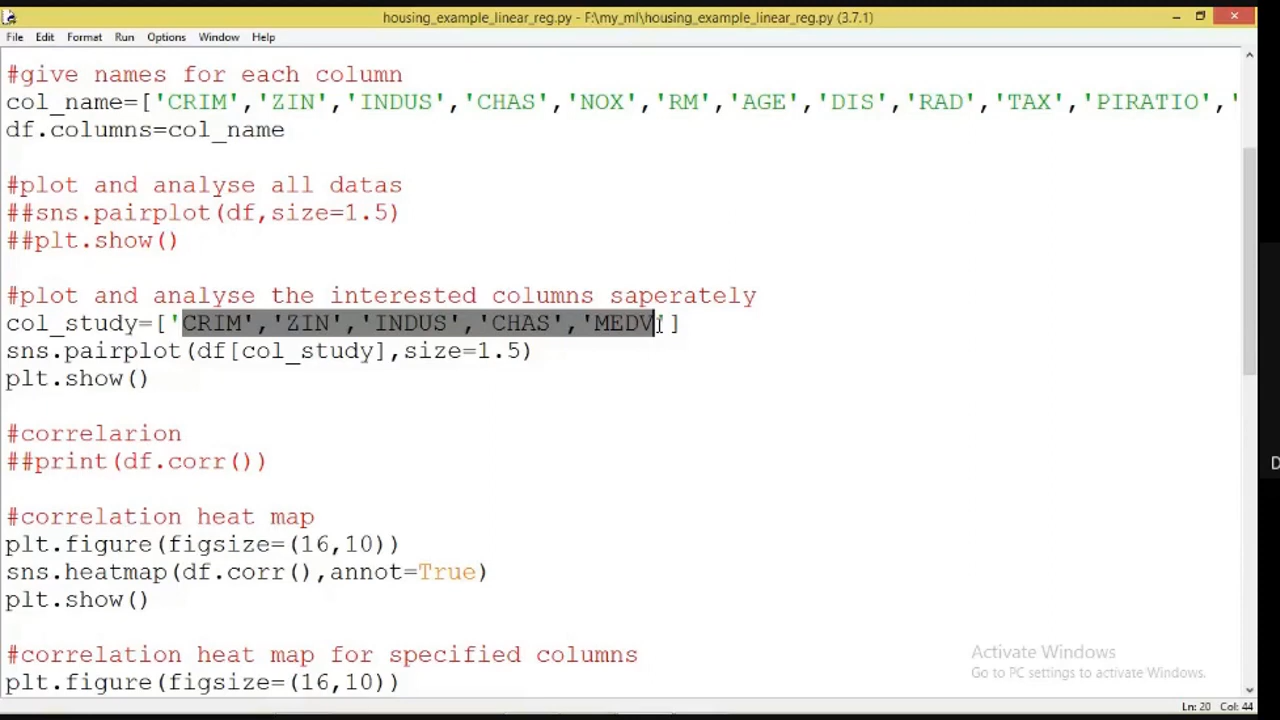 housing_example_linear_reg.py - F:\my_ml\housing_example_linear_reg.py (3.7.1)
File Edit Format Run Options Window Help
#give names for each column
col_name=['CRIM','ZIN','INDUS','CHAS','NOX','RM','AGE','DIS','RAD','TAX','PIRATIO','
df.columns=col_name
#plot and analyse all datas
##sns.pairplot(df,size=1.5)
##plt.show()
#plot and analyse the interested columns saperately
col_study=['CRIM','ZIN','INDUS','CHAS','MEDV']
sns.pairplot(df[col_study],size=1.5)
plt.show()
#correlarion
##print(df.corr())
#correlation heat map
plt.figure(figsize=(16,10))
sns.heatmap(df.corr(),annot=True)
plt.show()
#correlation heat map for specified columns
plt.figure(figsize=(16,10))
Activate Windows
Go to PC settings to activate Windows.
Ln: 20 Col: 44
D